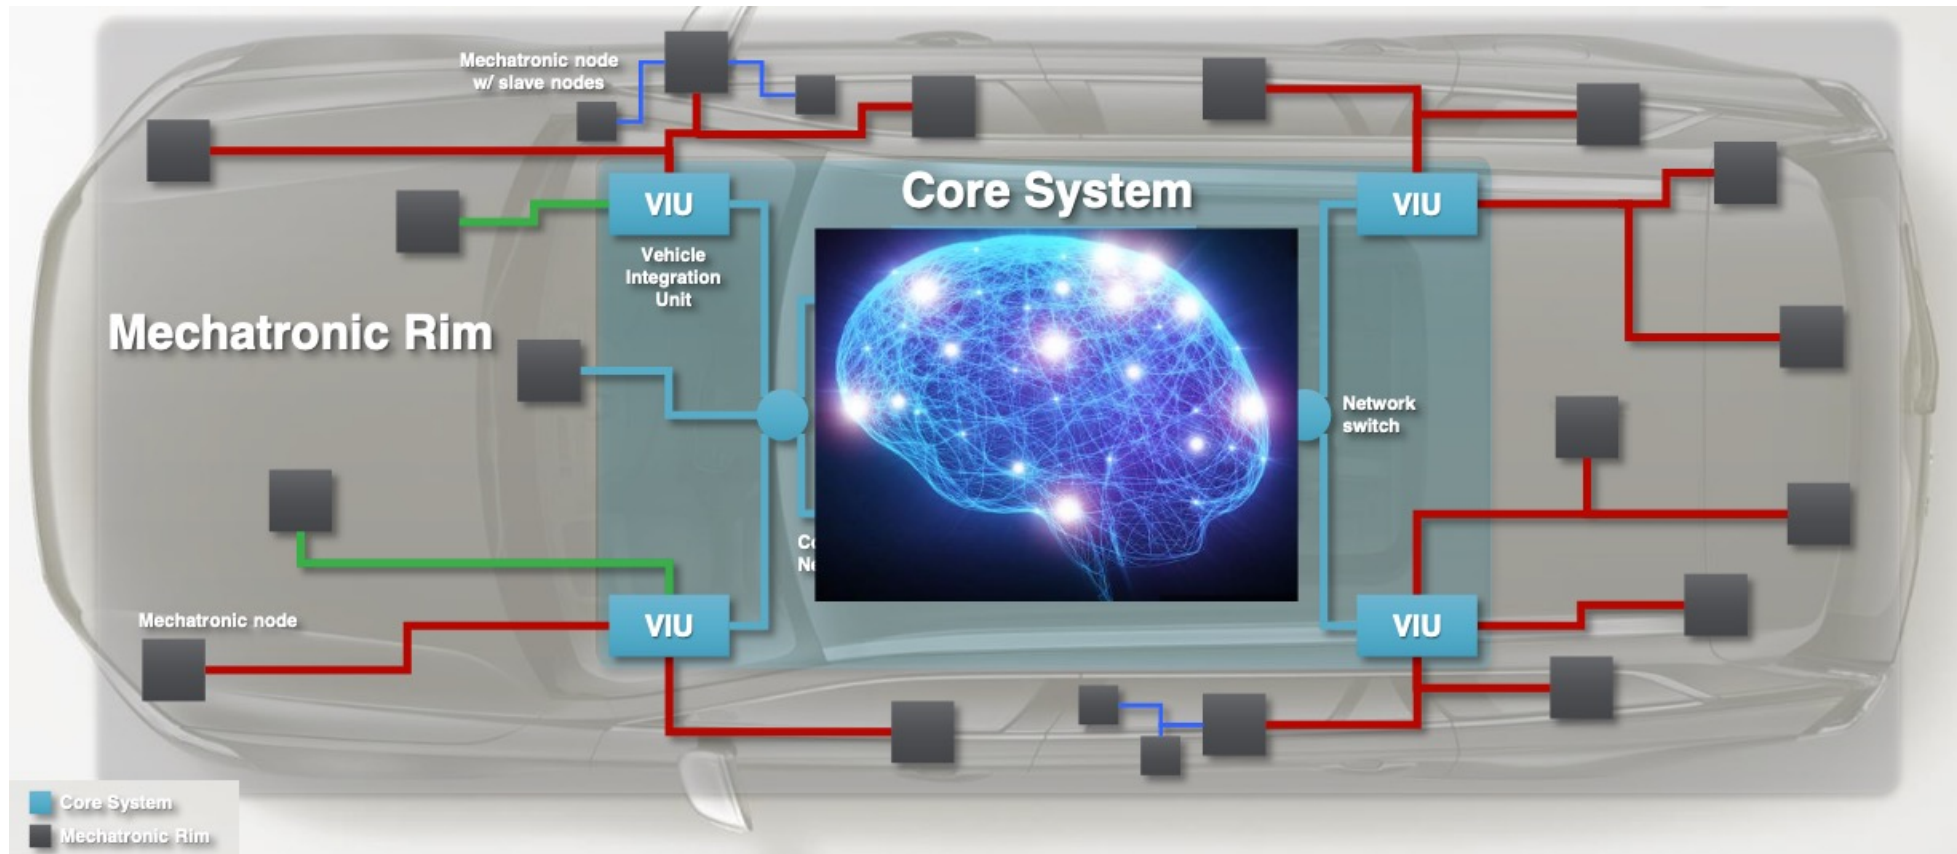 Mechatronic node
w/ slave nodes
Core System
VIU
VIU
Vehicle
Integration
Unit
Mechatronic Rim
Network
switch
Mechatronic node
VIU
VIU
Core System
Mechatronic Rim